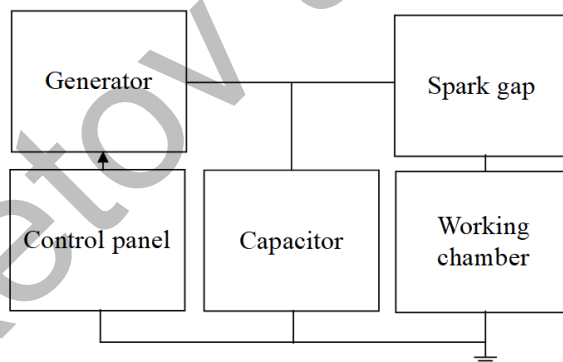 Generator
Spark gap
Control panel
Capacitor
Working
chamber